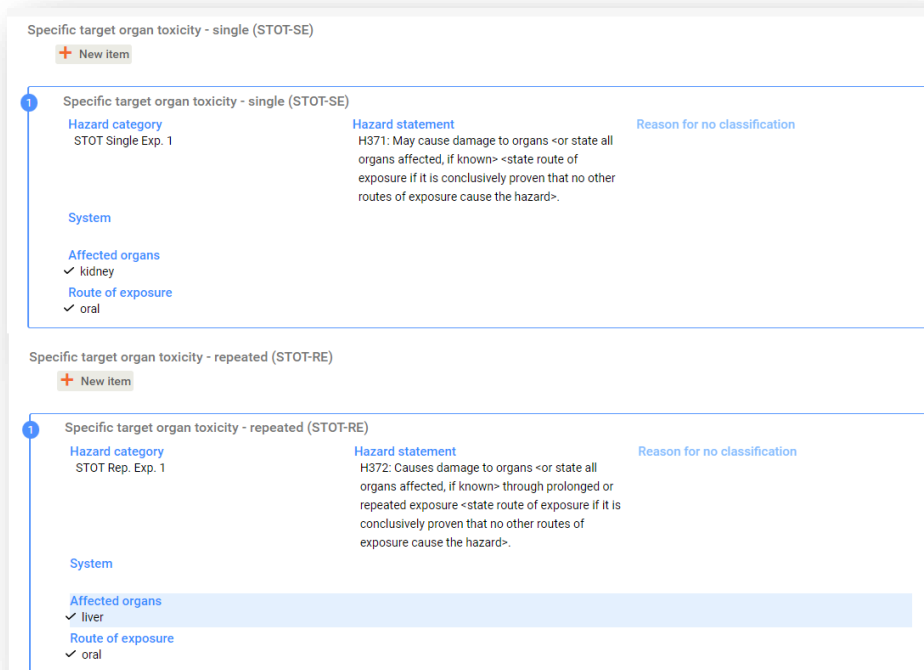 Specific target organ toxicity - single (STOT-SE)
+ New item
1 Specific target organ toxicity - single (STOT-SE)
Hazard category Hazard statement Reason for no classification
STOT Single Exp. 1 H371: May cause damage to organs <or state all
organs affected, if known> <state route of
exposure if it is conclusively proven that no other
routes of exposure cause the hazard>.
System
Affected organs
✓ kidney
Route of exposure
✓ oral
Specific target organ toxicity - repeated (STOT-RE)
+ New item
1 Specific target organ toxicity - repeated (STOT-RE)
Hazard category Hazard statement Reason for no classification
STOT Rep. Exp. 1 H372: Causes damage to organs <or state all
organs affected, if known> through prolonged or
repeated exposure <state route of exposure if it is
conclusively proven that no other routes of
exposure cause the hazard>.
System
Affected organs
✓ liver
Route of exposure
✓ oral